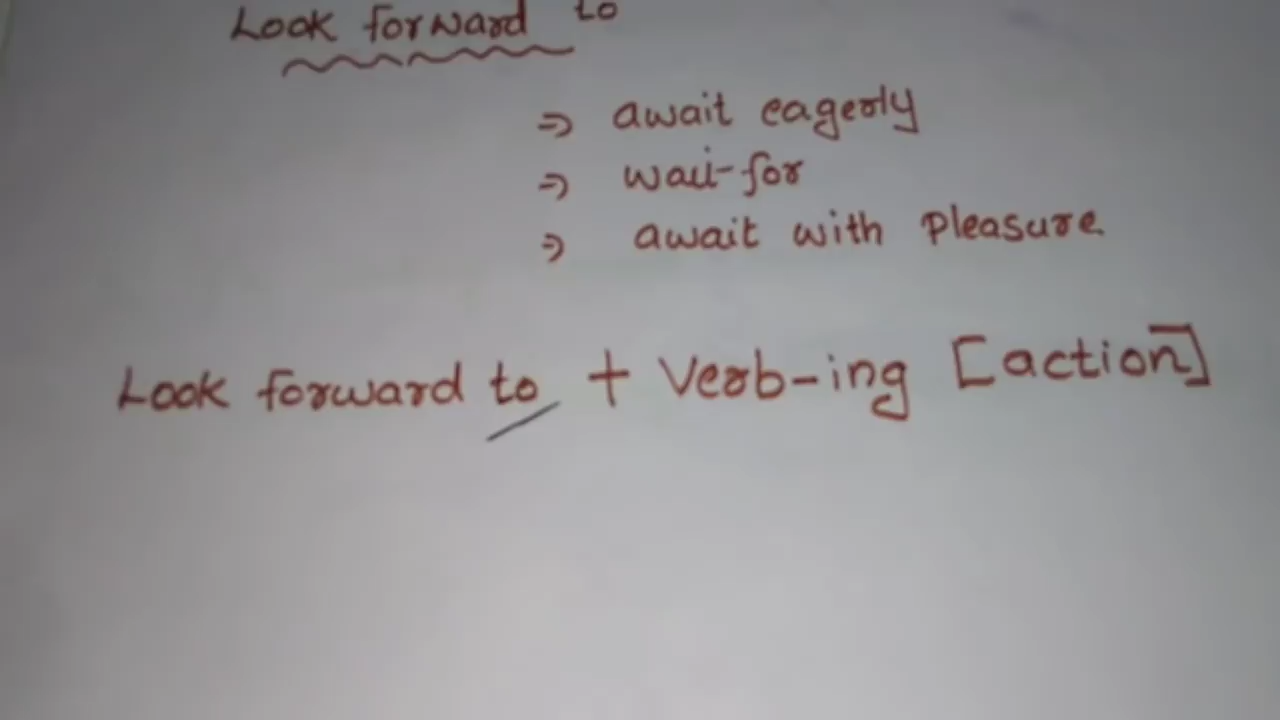 Look forward to
⇒ await eagerly
⇒ wait for
⇒ await with pleasure
Look forward to + Verb-ing [action]